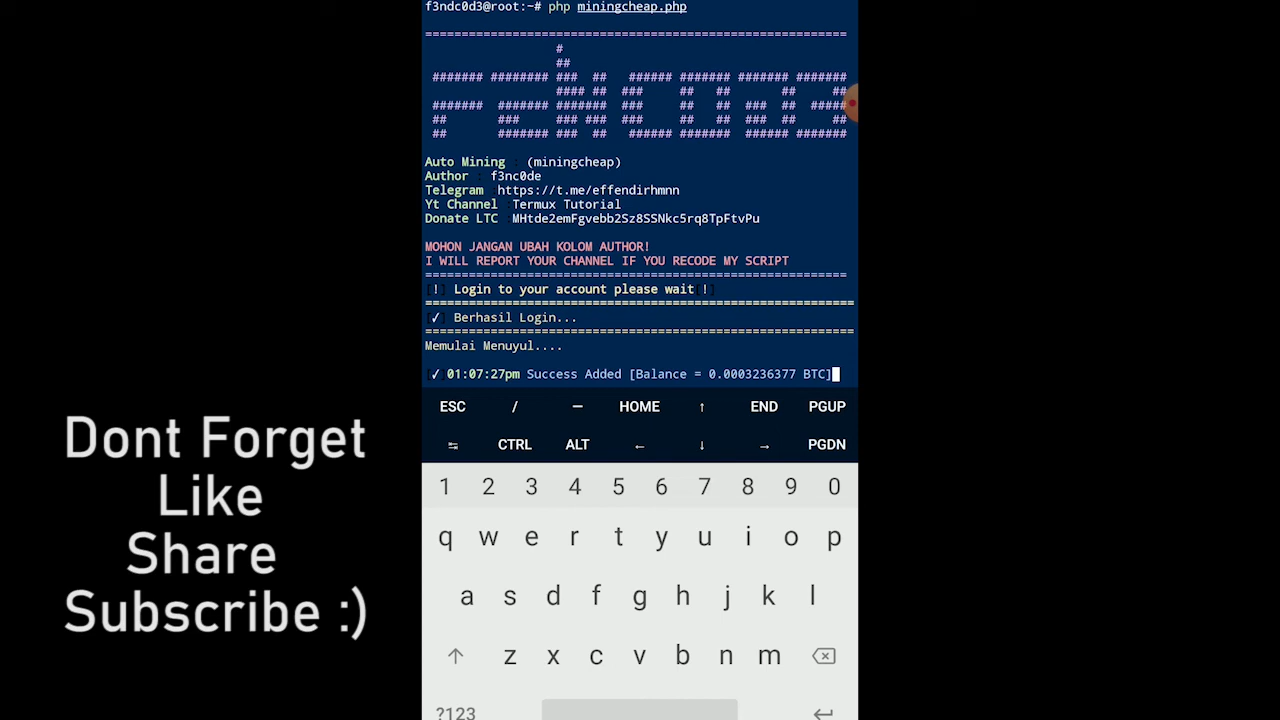 f3ndc0d3@root:~# php miningcheap.php
Auto Mining : (miningcheap)
Author : f3nc0de
Telegram :https://t.me/effendirhmnn
Yt Channel : Termux Tutorial
Donate LTC : MHtde2emFgvebb2Sz8SSNkc5rq8TpFtvPu
MOHON JANGAN UBAH KOLOM AUTHOR!
I WILL REPORT YOUR CHANNEL IF YOU RECODE MY SCRIPT
[!] Login to your account please wait[!]
[✓] Berhasil Login...
Memulai Menuyul....
[✓] 01:07:27pm Success Added [Balance = 0.0003236377 BTC]
ESC / — HOME ↑ END PGUP
↹ CTRL ALT ← ↓ → PGDN
1 2 3 4 5 6 7 8 9 0
q w e r t y u i o p
a s d f g h j k l
z x c v b n m
?123
Dont Forget
Like
Share
Subscribe :)